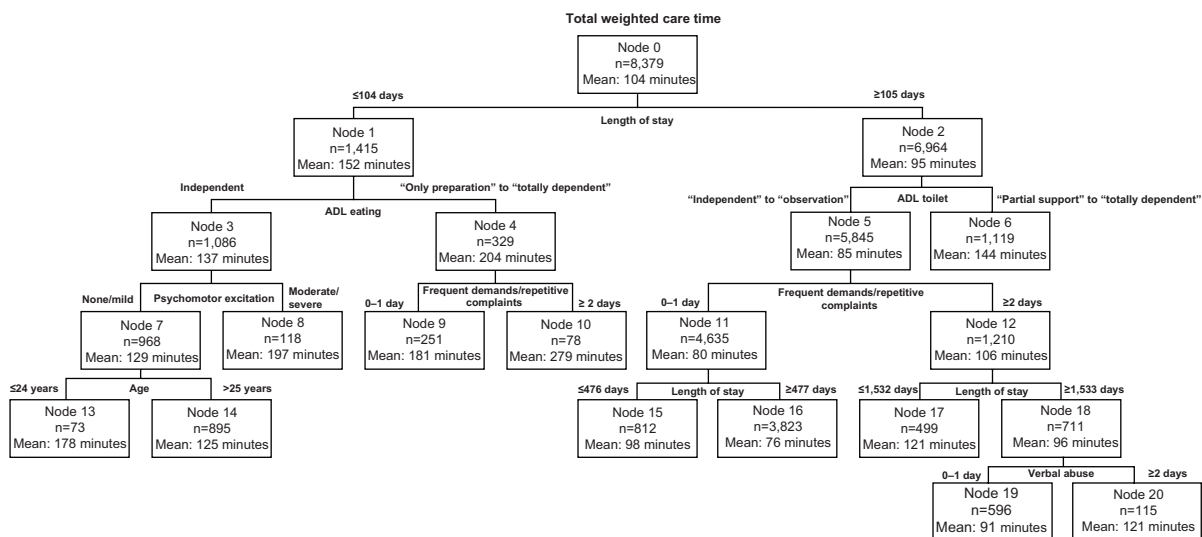 Total weighted care time
Node 0
n=8,379
Mean: 104 minutes
≤104 days
≥105 days
Length of stay
Node 1
n=1,415
Mean: 152 minutes
Node 2
n=6,964
Mean: 95 minutes
Independent
“Only preparation” to “totally dependent”
ADL eating
“Independent” to “observation”
ADL toilet
“Partial support” to “totally dependent”
Node 3
n=1,086
Mean: 137 minutes
Node 4
n=329
Mean: 204 minutes
Node 5
n=5,845
Mean: 85 minutes
Node 6
n=1,119
Mean: 144 minutes
None/mild
Psychomotor excitation
Moderate/
severe
0–1 day
Frequent demands/repetitive
complaints
≥ 2 days
0–1 day
Frequent demands/repetitive
complaints
≥2 days
Node 7
n=968
Mean: 129 minutes
Node 8
n=118
Mean: 197 minutes
Node 9
n=251
Mean: 181 minutes
Node 10
n=78
Mean: 279 minutes
Node 11
n=4,635
Mean: 80 minutes
Node 12
n=1,210
Mean: 106 minutes
≤24 years
Age
>25 years
≤476 days
Length of stay
≥477 days
≤1,532 days
Length of stay
≥1,533 days
Node 13
n=73
Mean: 178 minutes
Node 14
n=895
Mean: 125 minutes
Node 15
n=812
Mean: 98 minutes
Node 16
n=3,823
Mean: 76 minutes
Node 17
n=499
Mean: 121 minutes
Node 18
n=711
Mean: 96 minutes
0–1 day
Verbal abuse
≥2 days
Node 19
n=596
Mean: 91 minutes
Node 20
n=115
Mean: 121 minutes